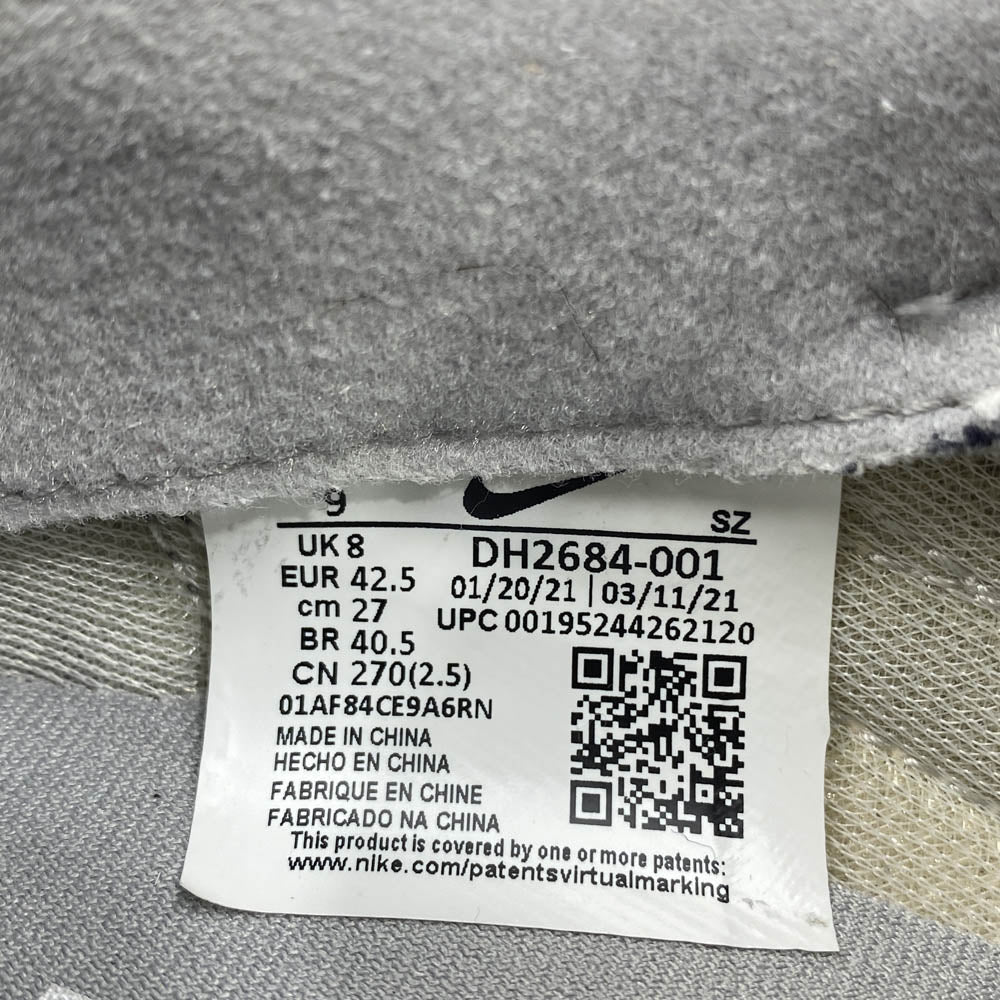 9
SZ
UK 8
EUR 42.5
cm 27
BR 40.5
CN 270(2.5)
01AF84CE9A6RN
DH2684-001
01/20/21 | 03/11/21
UPC 00195244262120
MADE IN CHINA
HECHO EN CHINA
FABRIQUE EN CHINE
FABRICADO NA CHINA
This product is covered by one or more patents:
www.nike.com/patentsvirtualmarking